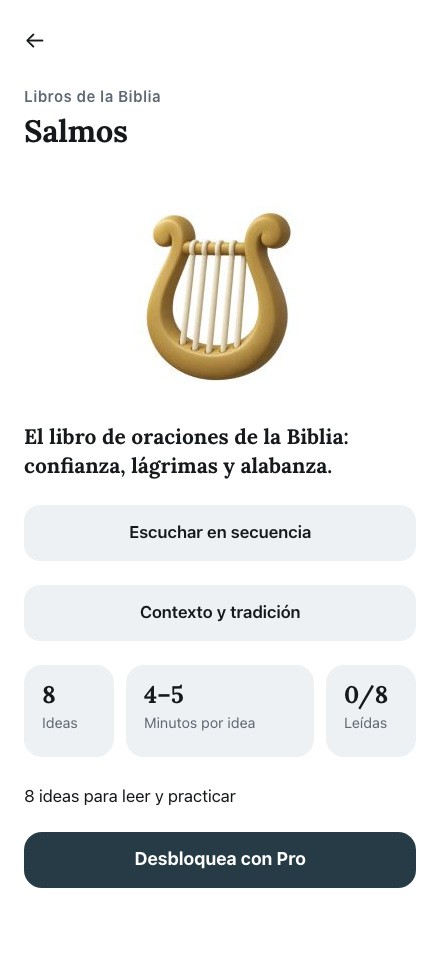 Libros de la Biblia
Salmos
El libro de oraciones de la Biblia:
confianza, lágrimas y alabanza.
Escuchar en secuencia
Contexto y tradición
8
Ideas
4–5
Minutos por idea
0/8
Leídas
8 ideas para leer y practicar
Desbloquea con Pro